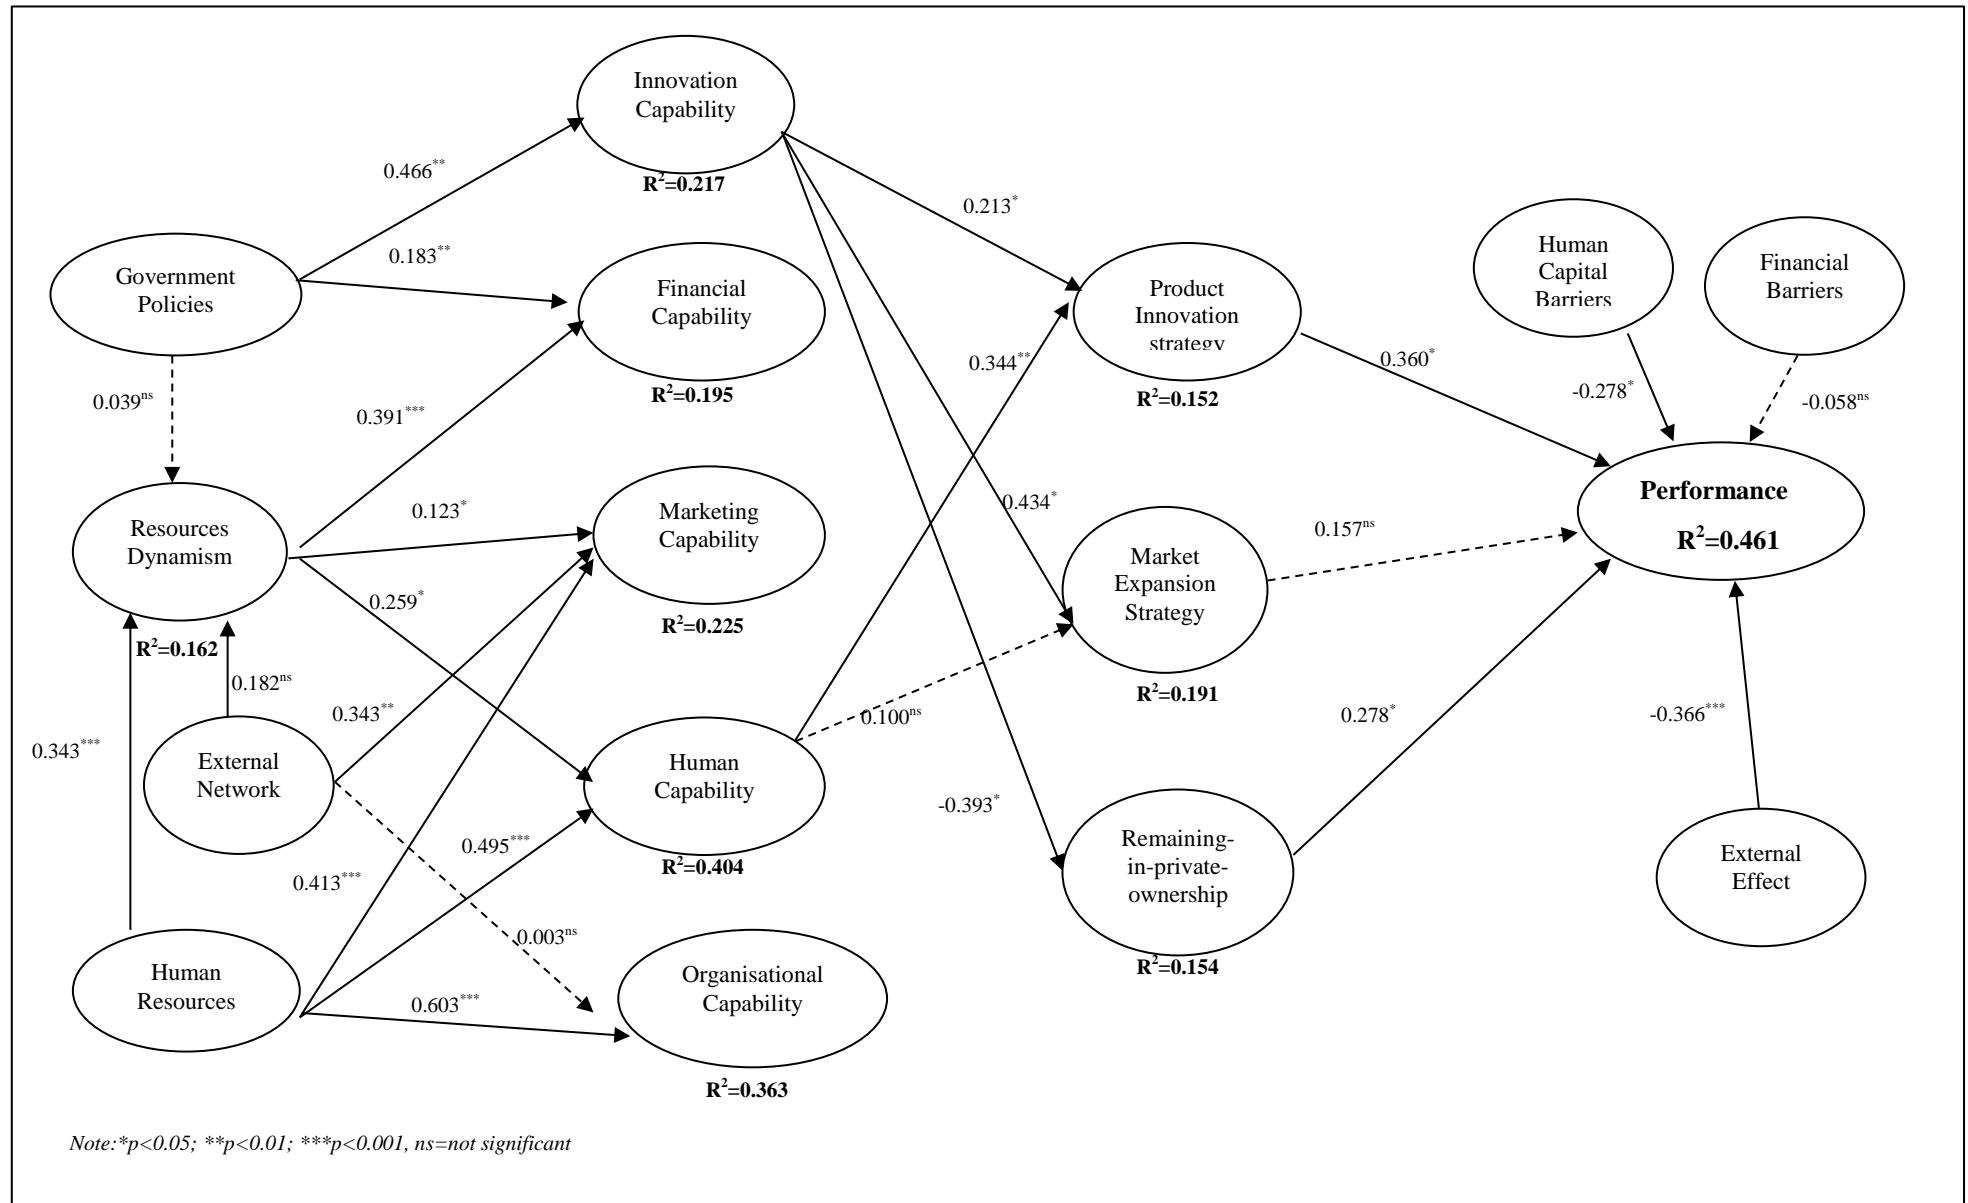 Innovation
Capability
R²=0.217
0.466**
0.213*
0.183**
Government
Policies
Financial
Capability
R²=0.195
Product
Innovation
strategy
R²=0.152
Human
Capital
Barriers
Financial
Barriers
0.344**
0.360*
-0.278*
-0.058ⁿˢ
0.039ⁿˢ
0.391***
Resources
Dynamism
R²=0.162
0.123*
Marketing
Capability
R²=0.225
0.434*
Market
Expansion
Strategy
R²=0.191
0.157ⁿˢ
Performance
R²=0.461
0.259*
0.182ⁿˢ
0.343**
0.343***
External
Network
Human
Capability
R²=0.404
0.100ⁿˢ
0.278*
-0.366***
-0.393*
0.495***
0.413***
Remaining-
in-private-
ownership
R²=0.154
External
Effect
0.003ⁿˢ
Human
Resources
0.603***
Organisational
Capability
R²=0.363
Note:*p<0.05; **p<0.01; ***p<0.001, ns=not significant